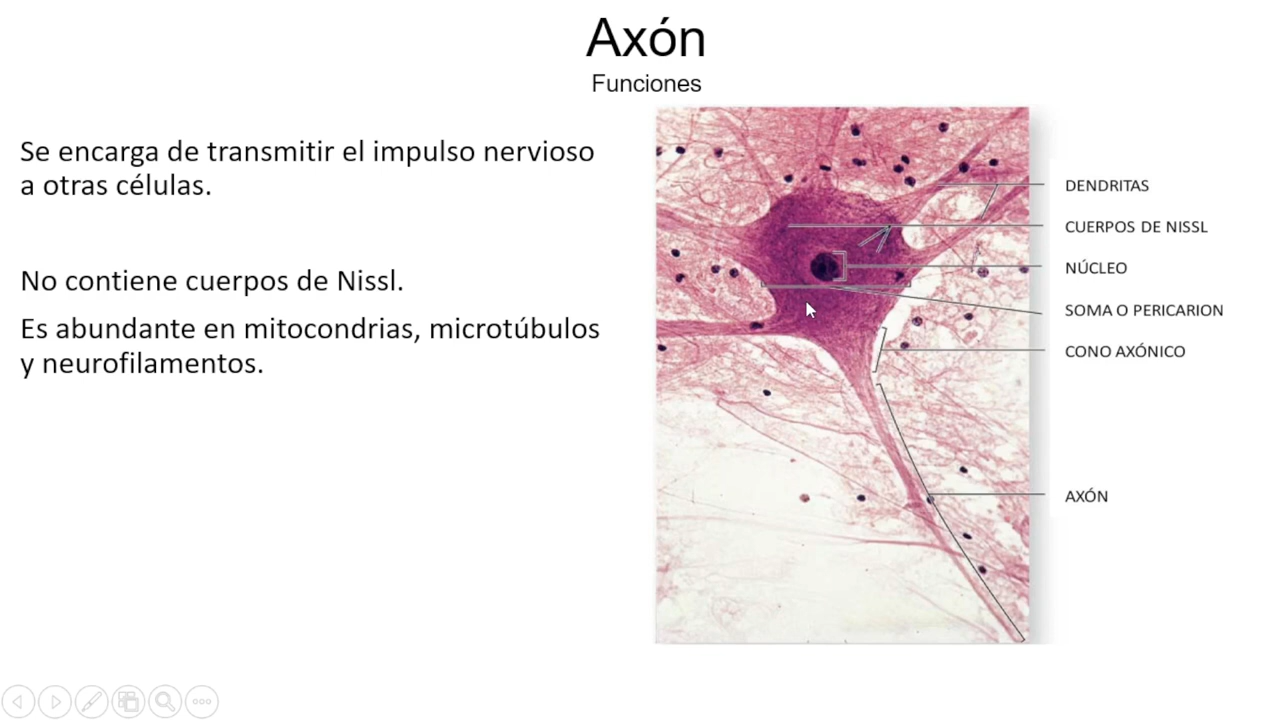 Axón
Funciones
Se encarga de transmitir el impulso nervioso
a otras células.
No contiene cuerpos de Nissl.
Es abundante en mitocondrias, microtúbulos
y neurofilamentos.
DENDRITAS
CUERPOS DE NISSL
NÚCLEO
SOMA O PERICARION
CONO AXÓNICO
AXÓN